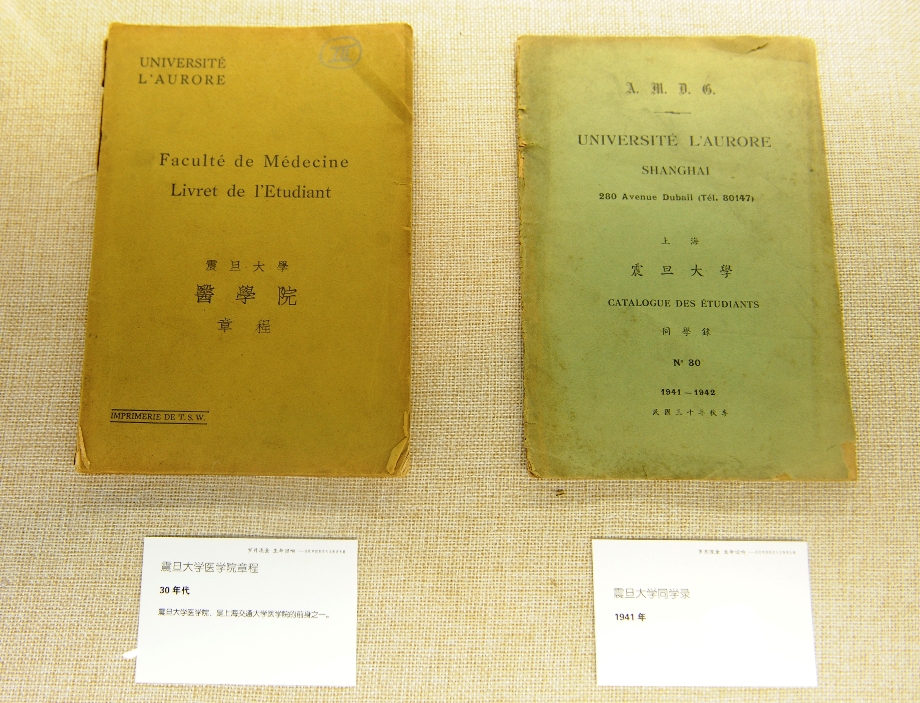 UNIVERSITÉ
L'AURORE
Faculté de Médecine
Livret de l'Etudiant
震旦大學
醫學院
章程
IMPRIMERIE DE T. S. W.
A. M. D. G.
UNIVERSITÉ L'AURORE
SHANGHAI
280 Avenue Dubail (Tél. 80147)
上海
震旦大學
CATALOGUE DES ÉTUDIANTS
同學錄
N° 30
1941 – 1942
民國三十年秋季
震旦大学医学院章程
30 年代
震旦大学医学院，是上海交通大学医学院的前身之一。
震旦大学同学录
1941 年